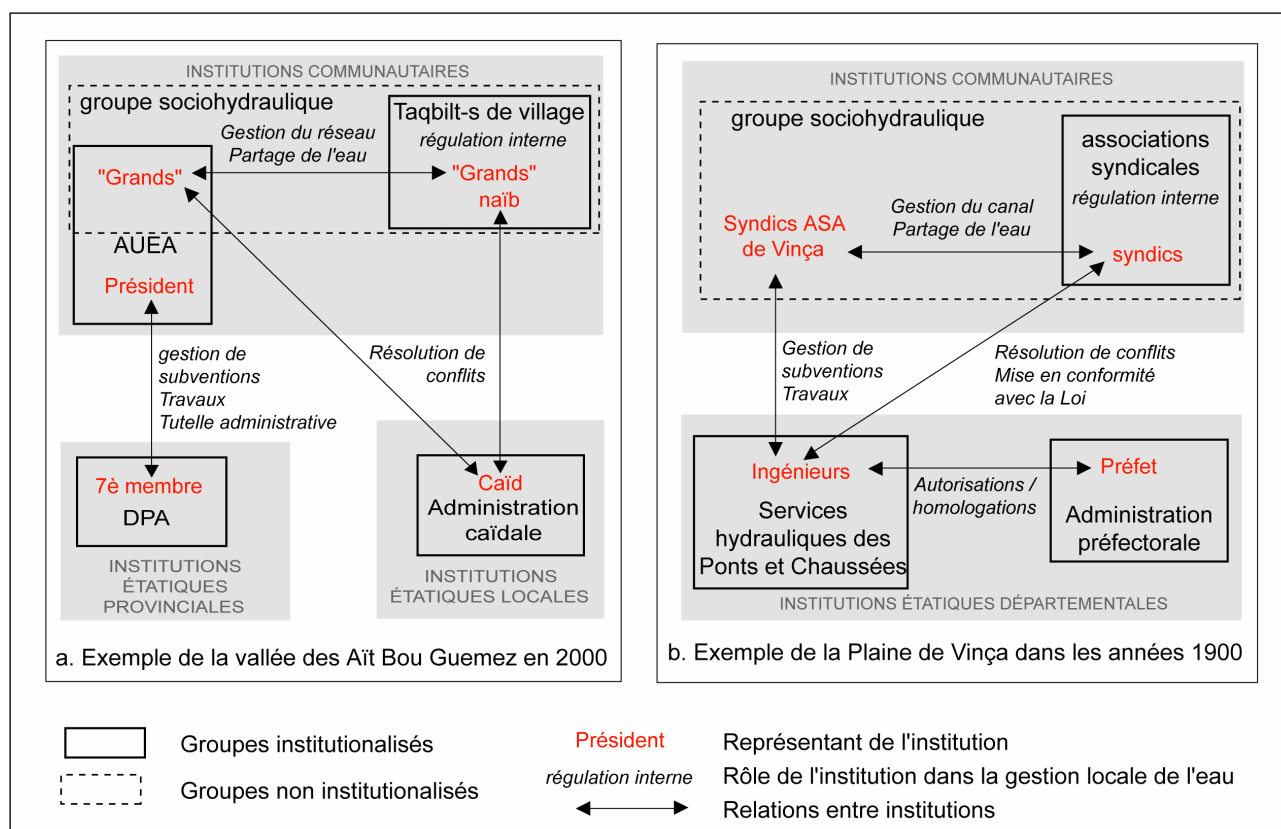 INSTITUTIONS COMMUNAUTAIRES
groupe sociohydraulique
Taqbilt-s de village
régulation interne
Gestion du réseau
Partage de l'eau
"Grands"
"Grands"
naïb
AUEA
Président
gestion de
subventions
Travaux
Tutelle administrative
Résolution de
conflits
7è membre
DPA
INSTITUTIONS
ÉTATIQUES
PROVINCIALES
Caïd
Administration
caïdale
INSTITUTIONS
ÉTATIQUES LOCALES
a. Exemple de la vallée des Aït Bou Guemez en 2000
INSTITUTIONS COMMUNAUTAIRES
groupe sociohydraulique
associations
syndicales
régulation interne
Syndics ASA
de Vinça
Gestion du canal
Partage de l'eau
syndics
Gestion de
subventions
Travaux
Résolution de conflits
Mise en conformité
avec la Loi
Ingénieurs
Services
hydrauliques des
Ponts et Chaussées
Autorisations /
homologations
Préfet
Administration
préfectorale
INSTITUTIONS ÉTATIQUES DÉPARTEMENTALES
b. Exemple de la Plaine de Vinça dans les années 1900
Groupes institutionalisés
Groupes non institutionalisés
Président
Représentant de l'institution
régulation interne
Rôle de l'institution dans la gestion locale de l'eau
Relations entre institutions